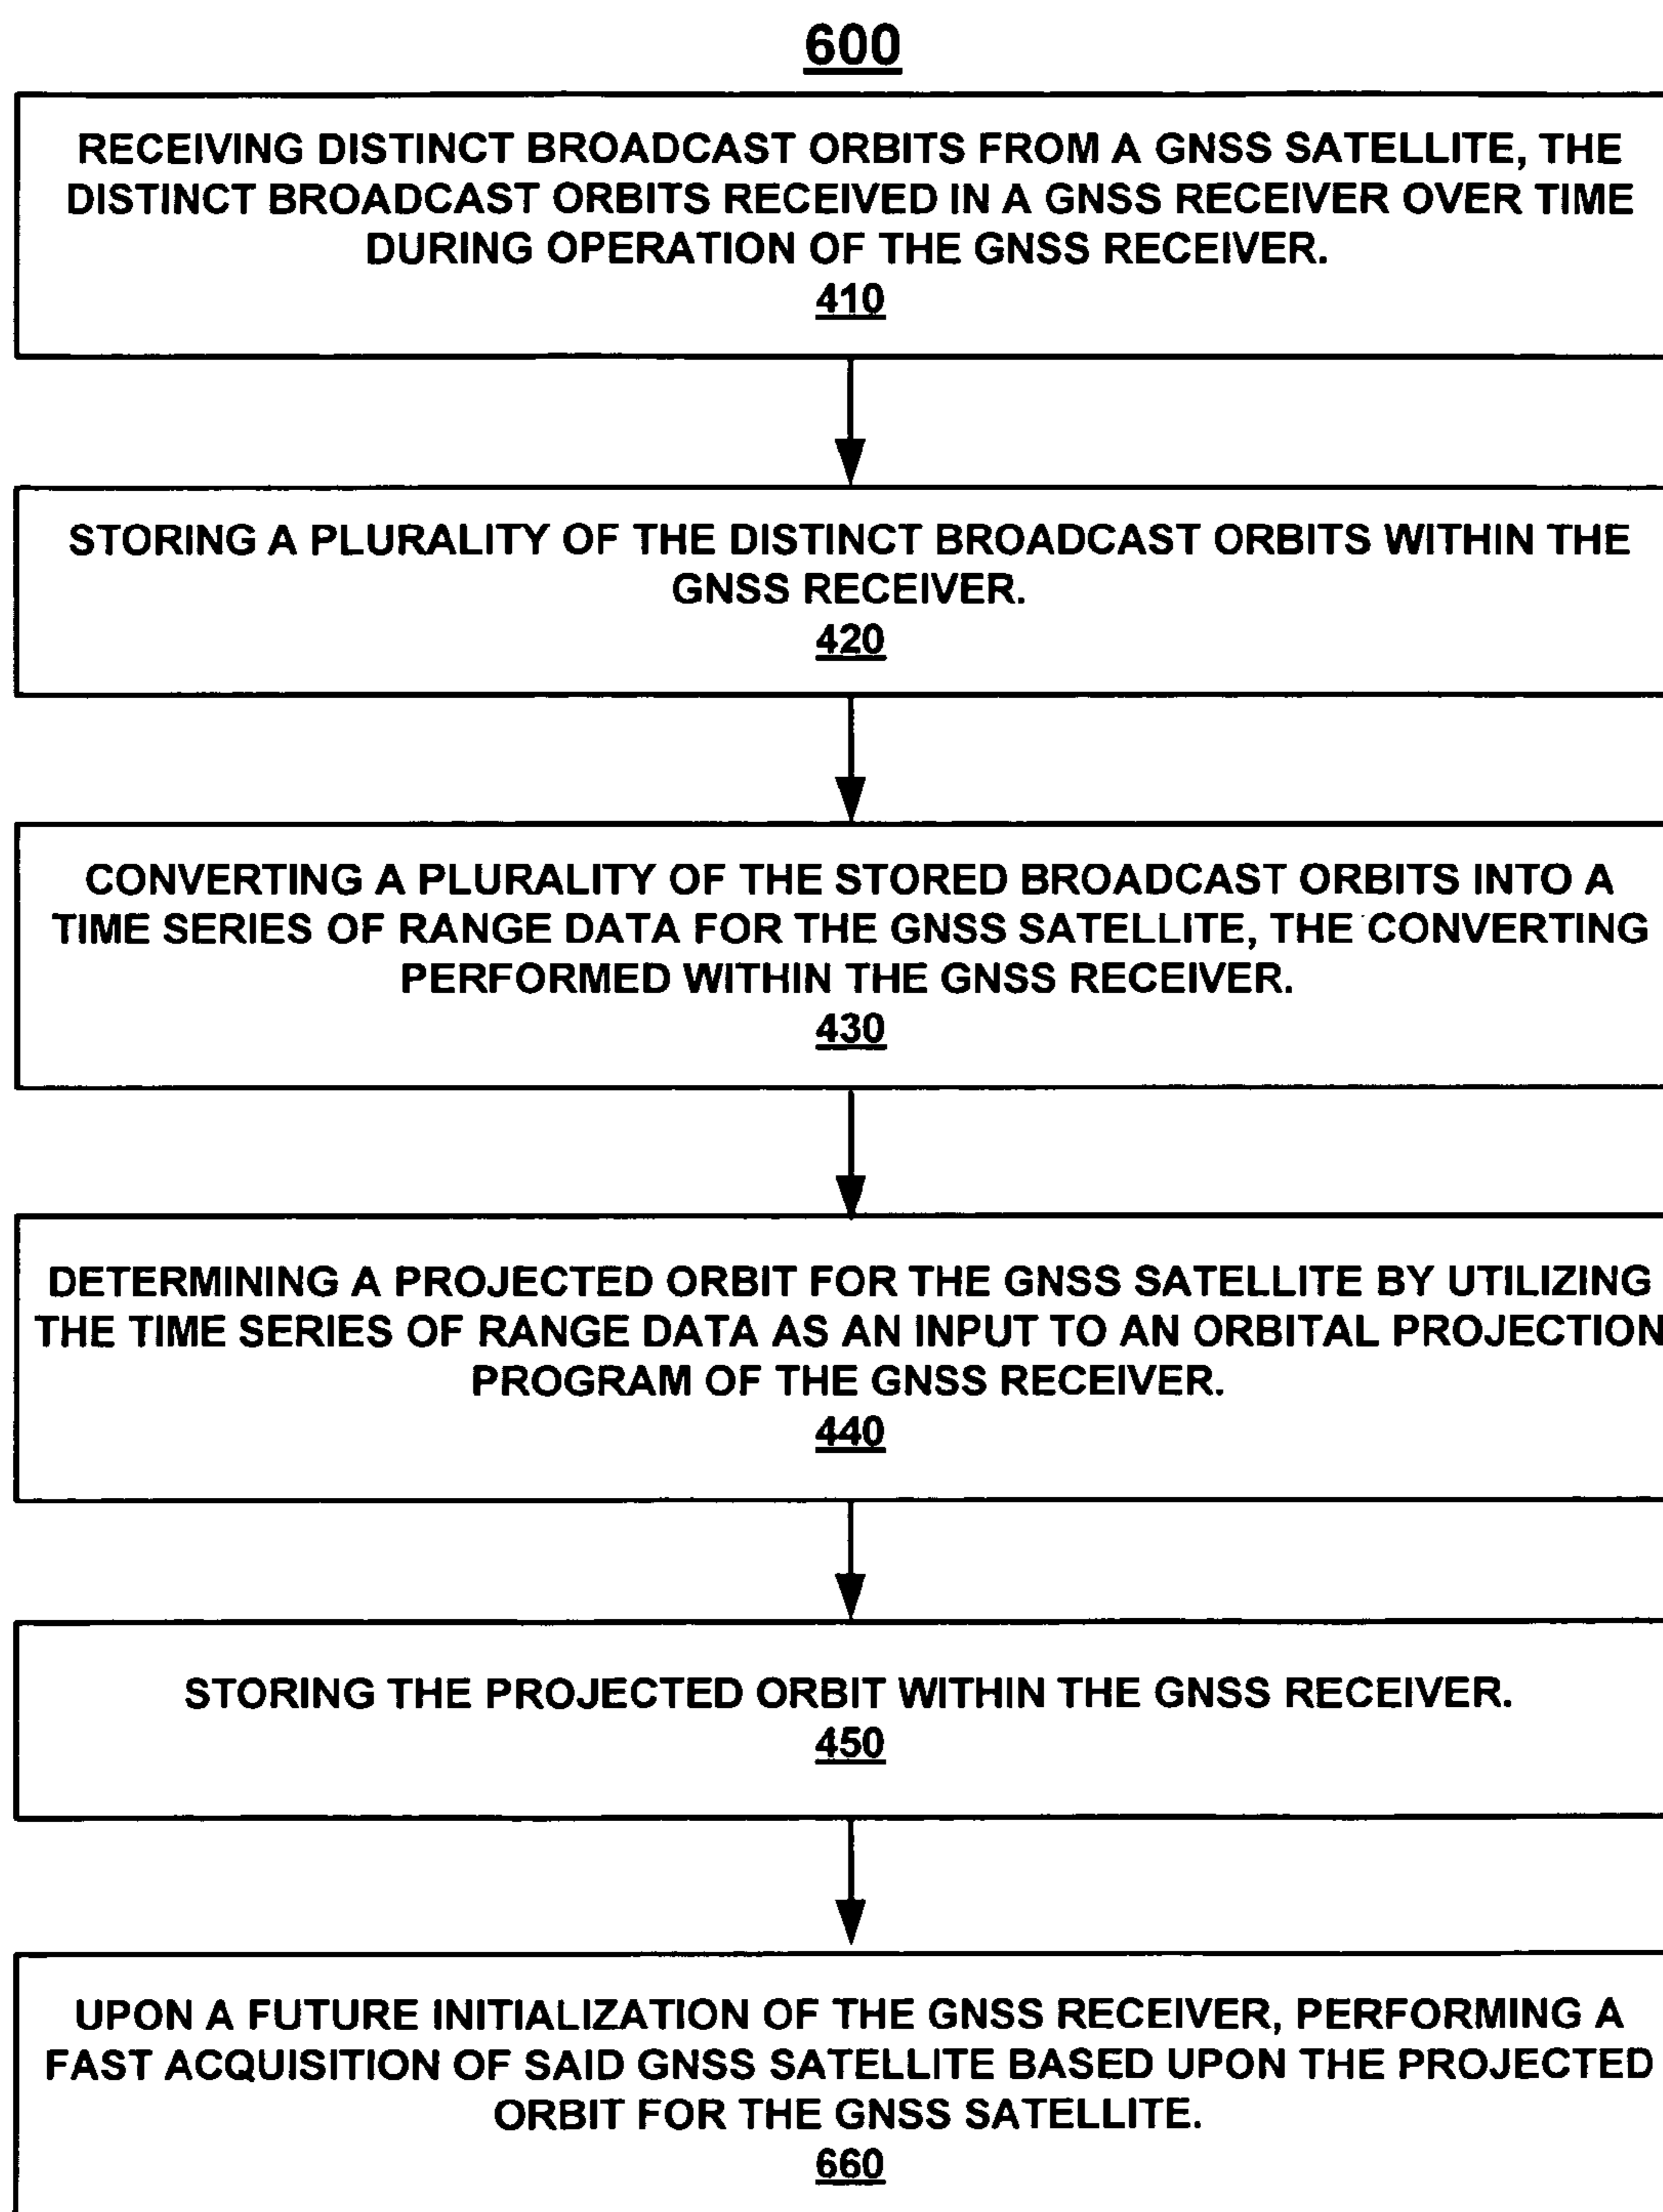 600
RECEIVING DISTINCT BROADCAST ORBITS FROM A GNSS SATELLITE, THE
DISTINCT BROADCAST ORBITS RECEIVED IN A GNSS RECEIVER OVER TIME
DURING OPERATION OF THE GNSS RECEIVER.
410
STORING A PLURALITY OF THE DISTINCT BROADCAST ORBITS WITHIN THE
GNSS RECEIVER.
420
CONVERTING A PLURALITY OF THE STORED BROADCAST ORBITS INTO A
TIME SERIES OF RANGE DATA FOR THE GNSS SATELLITE, THE CONVERTING
PERFORMED WITHIN THE GNSS RECEIVER.
430
DETERMINING A PROJECTED ORBIT FOR THE GNSS SATELLITE BY UTILIZING
THE TIME SERIES OF RANGE DATA AS AN INPUT TO AN ORBITAL PROJECTION
PROGRAM OF THE GNSS RECEIVER.
440
STORING THE PROJECTED ORBIT WITHIN THE GNSS RECEIVER.
450
UPON A FUTURE INITIALIZATION OF THE GNSS RECEIVER, PERFORMING A
FAST ACQUISITION OF SAID GNSS SATELLITE BASED UPON THE PROJECTED
ORBIT FOR THE GNSS SATELLITE.
660